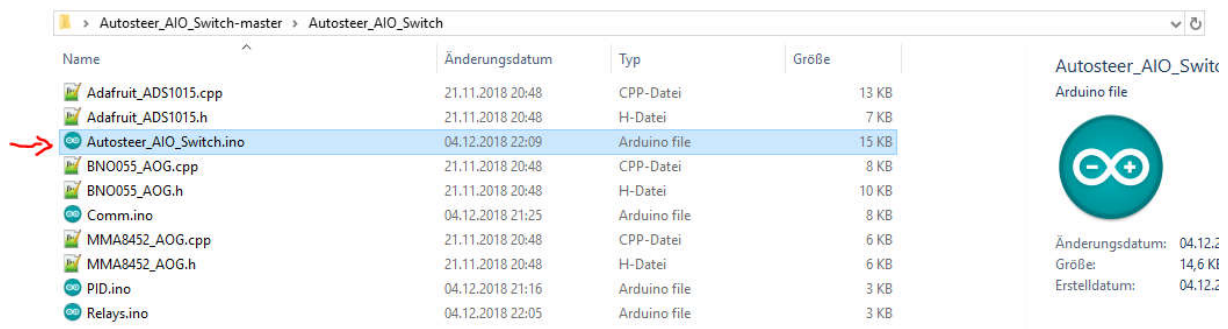 Autosteer_AIO_Switch-master > Autosteer_AIO_Switch
Name Änderungsdatum Typ Größe
Adafruit_ADS1015.cpp 21.11.2018 20:48 CPP-Datei 13 KB
Adafruit_ADS1015.h 21.11.2018 20:48 H-Datei 7 KB
Autosteer_AIO_Switch.ino 04.12.2018 22:09 Arduino file 15 KB
BNO055_AOG.cpp 21.11.2018 20:48 CPP-Datei 8 KB
BNO055_AOG.h 21.11.2018 20:48 H-Datei 10 KB
Comm.ino 04.12.2018 21:25 Arduino file 8 KB
MMA8452_AOG.cpp 21.11.2018 20:48 CPP-Datei 6 KB
MMA8452_AOG.h 21.11.2018 20:48 H-Datei 6 KB
PID.ino 04.12.2018 21:16 Arduino file 3 KB
Relays.ino 04.12.2018 22:05 Arduino file 3 KB
Autosteer_AIO_Switc
Arduino file
Änderungsdatum: 04.12.2
Größe: 14,6 KB
Erstelldatum: 04.12.2